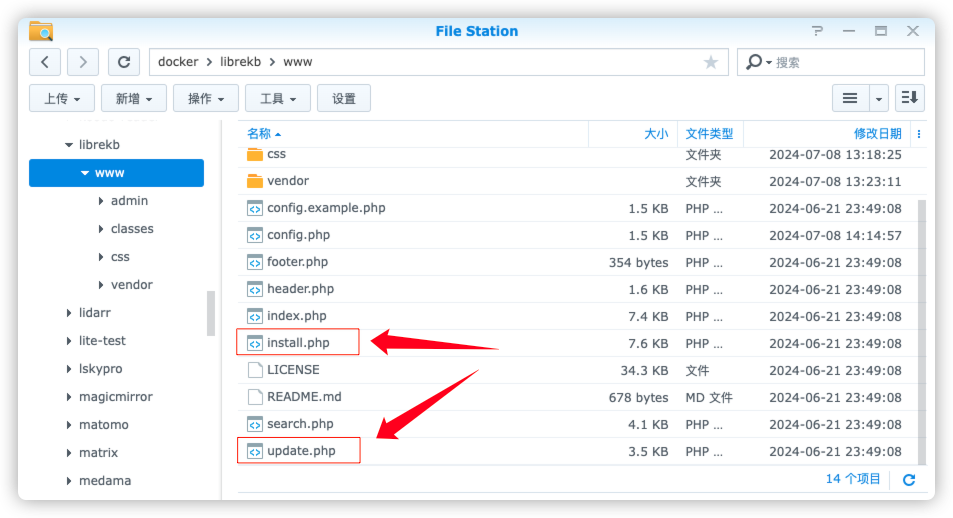 File Station
docker librekb www
搜索
上传 新增 操作 工具 设置
librekb
www
admin
classes
css
vendor
lidarr
lite-test
lskypro
magicmirror
matomo
matrix
medama
名称 大小 文件类型 修改日期
css 文件夹 2024-07-08 13:18:25
vendor 文件夹 2024-07-08 13:23:11
config.example.php 1.5 KB PHP ... 2024-06-21 23:49:08
config.php 1.5 KB PHP ... 2024-07-08 14:14:57
footer.php 354 bytes PHP ... 2024-06-21 23:49:08
header.php 1.6 KB PHP ... 2024-06-21 23:49:08
index.php 7.4 KB PHP ... 2024-06-21 23:49:08
install.php 7.6 KB PHP ... 2024-06-21 23:49:08
LICENSE 34.3 KB 文件 2024-06-21 23:49:08
README.md 678 bytes MD 文件 2024-06-21 23:49:08
search.php 4.1 KB PHP ... 2024-06-21 23:49:08
update.php 3.5 KB PHP ... 2024-06-21 23:49:08
14 个项目